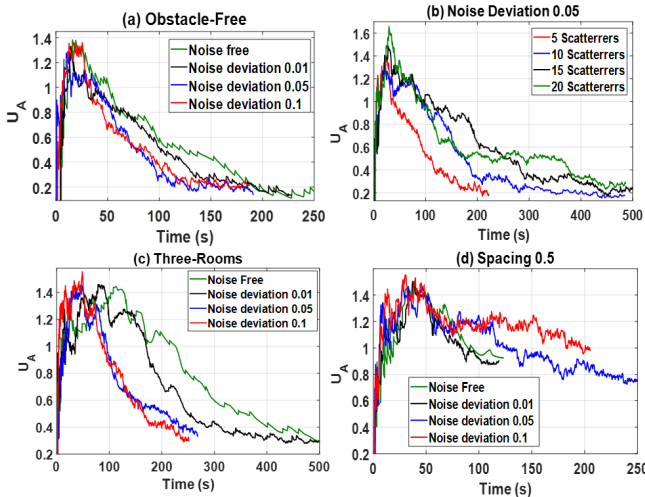 (a) Obstacle-Free
1.4
1.2
1
0.8
0.6
0.4
0.2
U_A
Noise free
Noise deviation 0.01
Noise deviation 0.05
Noise deviation 0.1
0 50 100 150 200 250
Time (s)
(b) Noise Deviation 0.05
1.6
1.4
1.2
1
0.8
0.6
0.4
0.2
U_A
5 Scatterrers
10 Scatterrers
15 Scatterrers
20 Scatererrs
0 100 200 300 400 500
Time (s)
(c) Three-Rooms
1.4
1.2
1
0.8
0.6
0.4
0.2
U_A
Noise Free
Noise deviation 0.01
Noise deviation 0.05
Noise deviation 0.1
0 100 200 300 400 500
Time (s)
(d) Spacing 0.5
1.6
1.4
1.2
1
0.8
0.6
0.4
0.2
U_A
Noise Free
Noise deviation 0.01
Noise deviation 0.05
Noise deviation 0.1
0 50 100 150 200 250
Time (s)